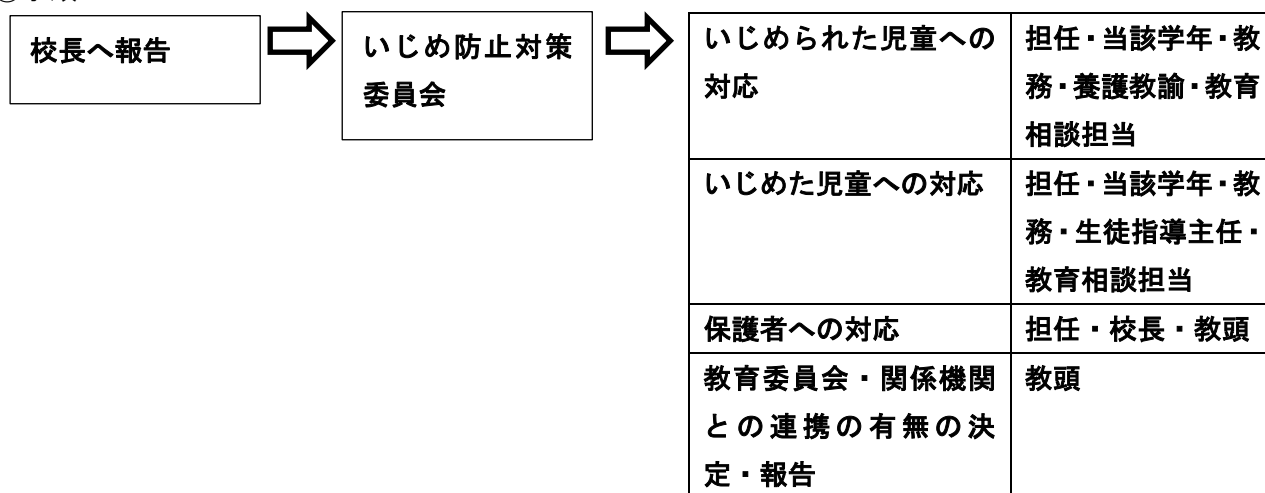 校長へ報告
いじめ防止対策
委員会
いじめられた児童への
対応
担任・当該学年・教
務・養護教諭・教育
相談担当
いじめた児童への対応
担任・当該学年・教
務・生徒指導主任・
教育相談担当
保護者への対応
担任・校長・教頭
教育委員会・関係機関
との連携の有無の決
定・報告
教頭